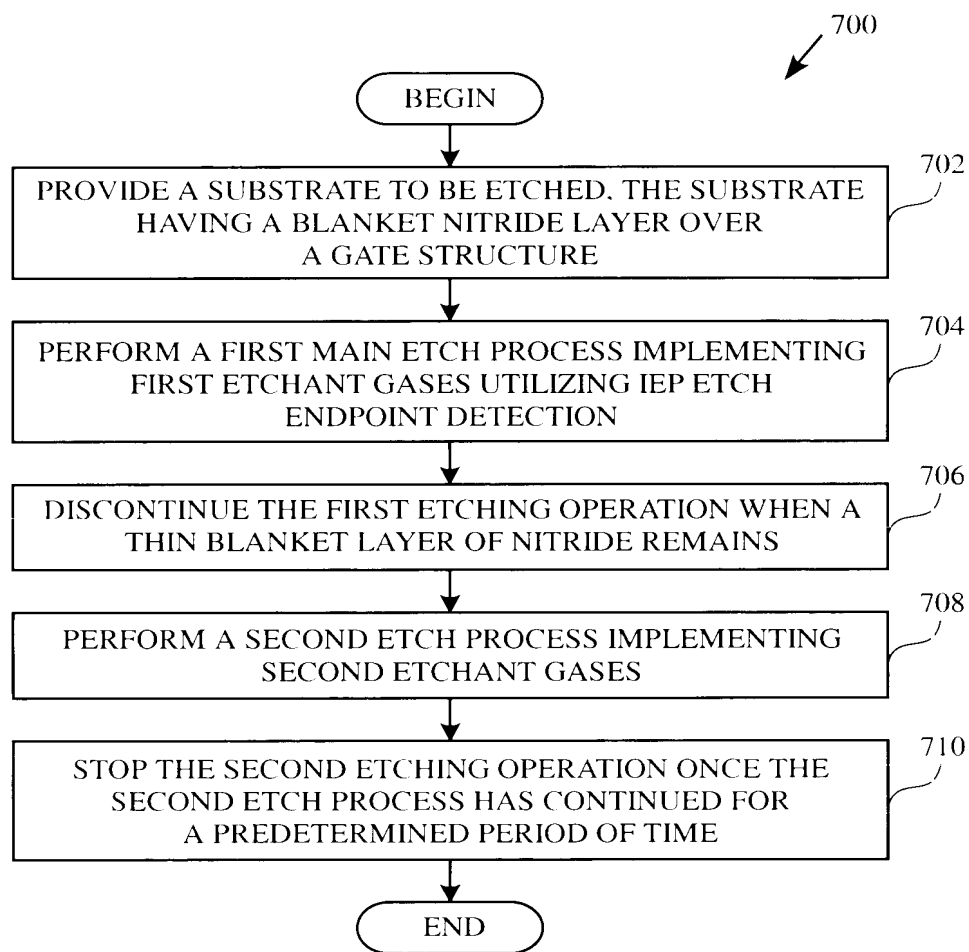 700
BEGIN
702
PROVIDE A SUBSTRATE TO BE ETCHED, THE SUBSTRATE
HAVING A BLANKET NITRIDE LAYER OVER
A GATE STRUCTURE
704
PERFORM A FIRST MAIN ETCH PROCESS IMPLEMENTING
FIRST ETCHANT GASES UTILIZING IEP ETCH
ENDPOINT DETECTION
706
DISCONTINUE THE FIRST ETCHING OPERATION WHEN A
THIN BLANKET LAYER OF NITRIDE REMAINS
708
PERFORM A SECOND ETCH PROCESS IMPLEMENTING
SECOND ETCHANT GASES
710
STOP THE SECOND ETCHING OPERATION ONCE THE
SECOND ETCH PROCESS HAS CONTINUED FOR
A PREDETERMINED PERIOD OF TIME
END